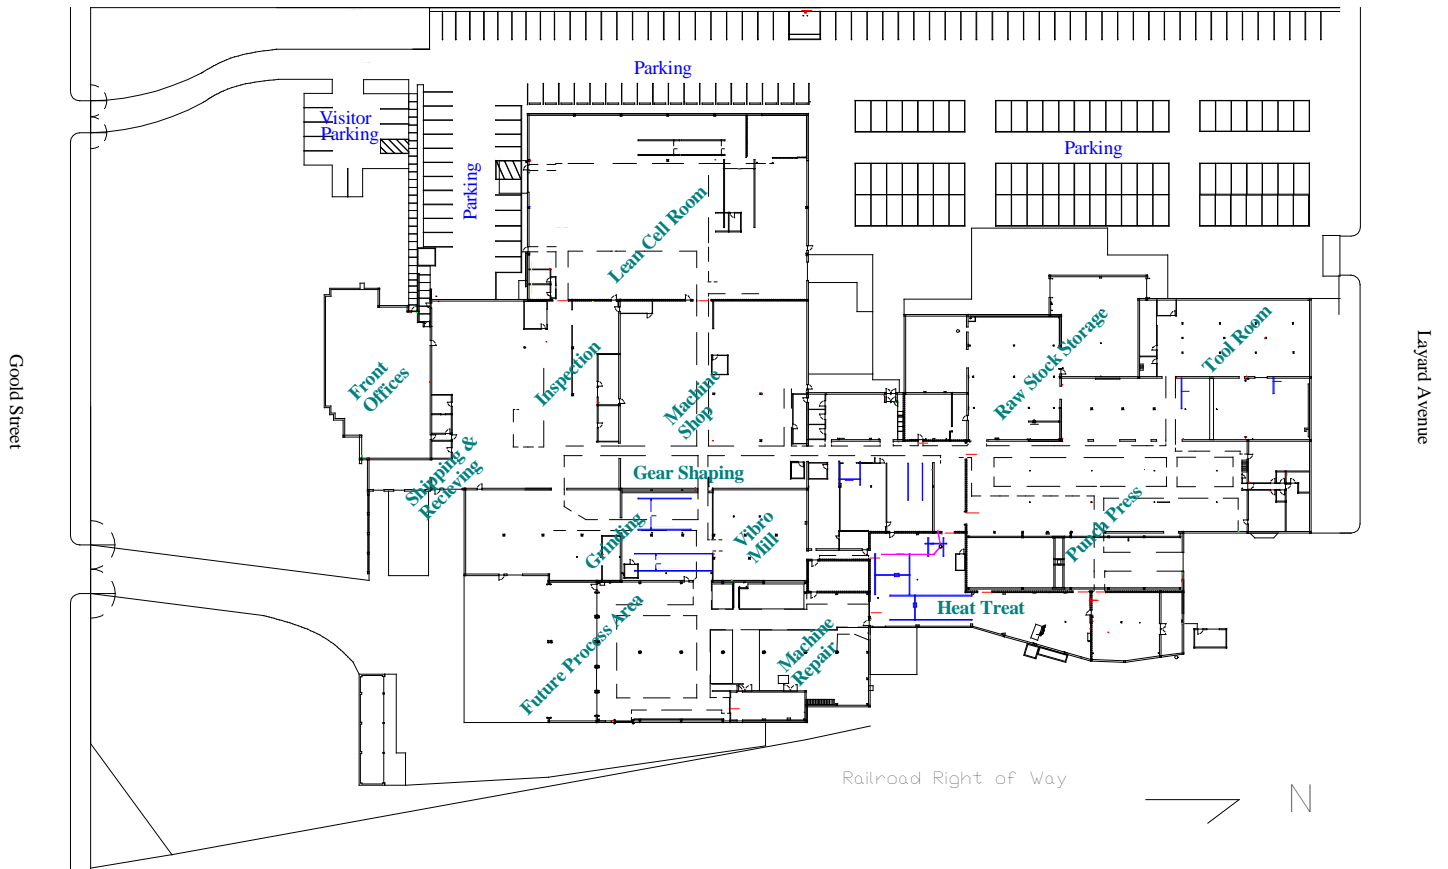 Parking
Visitor
Parking
Parking
Parking
Lean Cell Room
Front
Offices
Inspection
Machine
Shop
Raw Stock Storage
Tool Room
Goold Street
Layard Avenue
Shipping &
Recieving
Gear Shaping
Grinding
Vibro
Mill
Punch Press
Heat Treat
Future Process Area
Machine
Repair
Railroad Right of Way
N